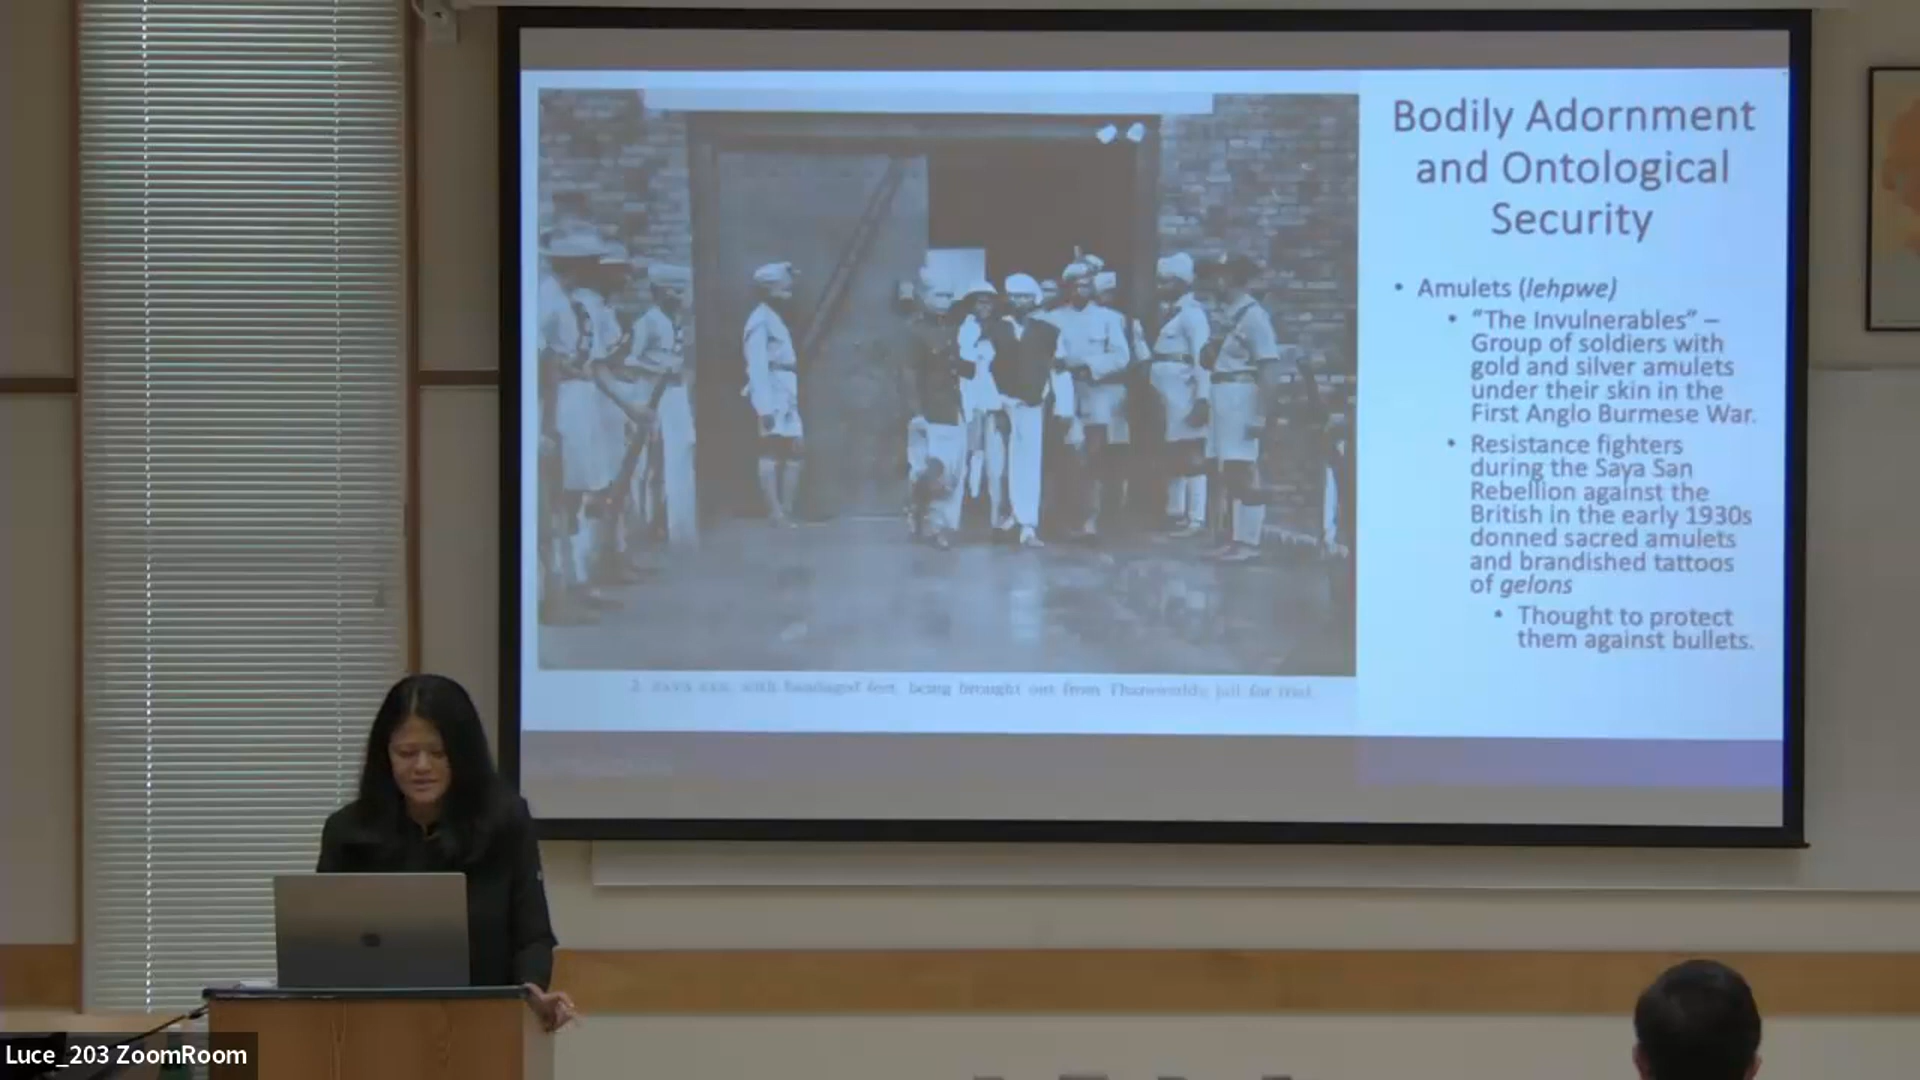 Bodily Adornment
and Ontological
Security
• Amulets (lehpwe)
• “The Invulnerables” –
Group of soldiers with
gold and silver amulets
under their skin in the
First Anglo Burmese War.
• Resistance fighters
during the Saya San
Rebellion against the
British in the early 1930s
donned sacred amulets
and brandished tattoos
of gelons
• Thought to protect
them against bullets.
with bandaged feet, being brought out from jail for trial.
Luce_203 ZoomRoom